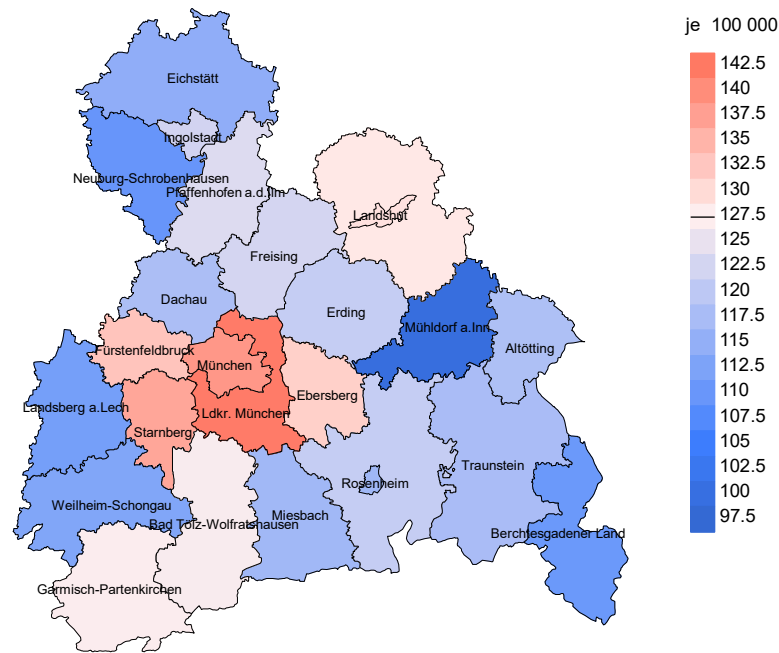 je 100 000
142.5
140
137.5
135
132.5
130
127.5
125
122.5
120
117.5
115
112.5
110
107.5
105
102.5
100
97.5
Eichstätt
Ingolstadt
Neuburg-Schrobenhausen
Pfaffenhofen a.d.Ilm
Landshut
Freising
Dachau
Erding
Mühldorf a.Inn
Altötting
Fürstenfeldbruck
München
Ebersberg
Landsberg a.Lech
Ldkr. München
Starnberg
Traunstein
Rosenheim
Weilheim-Schongau
Miesbach
Bad Tölz-Wolfratshausen
Berchtesgadener Land
Garmisch-Partenkirchen